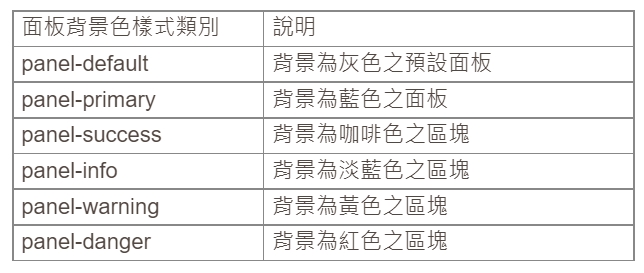 面板背景色樣式類別 說明
panel-default 背景為灰色之預設面板
panel-primary 背景為藍色之面板
panel-success 背景為咖啡色之區塊
panel-info 背景為淡藍色之區塊
panel-warning 背景為黃色之區塊
panel-danger 背景為紅色之區塊